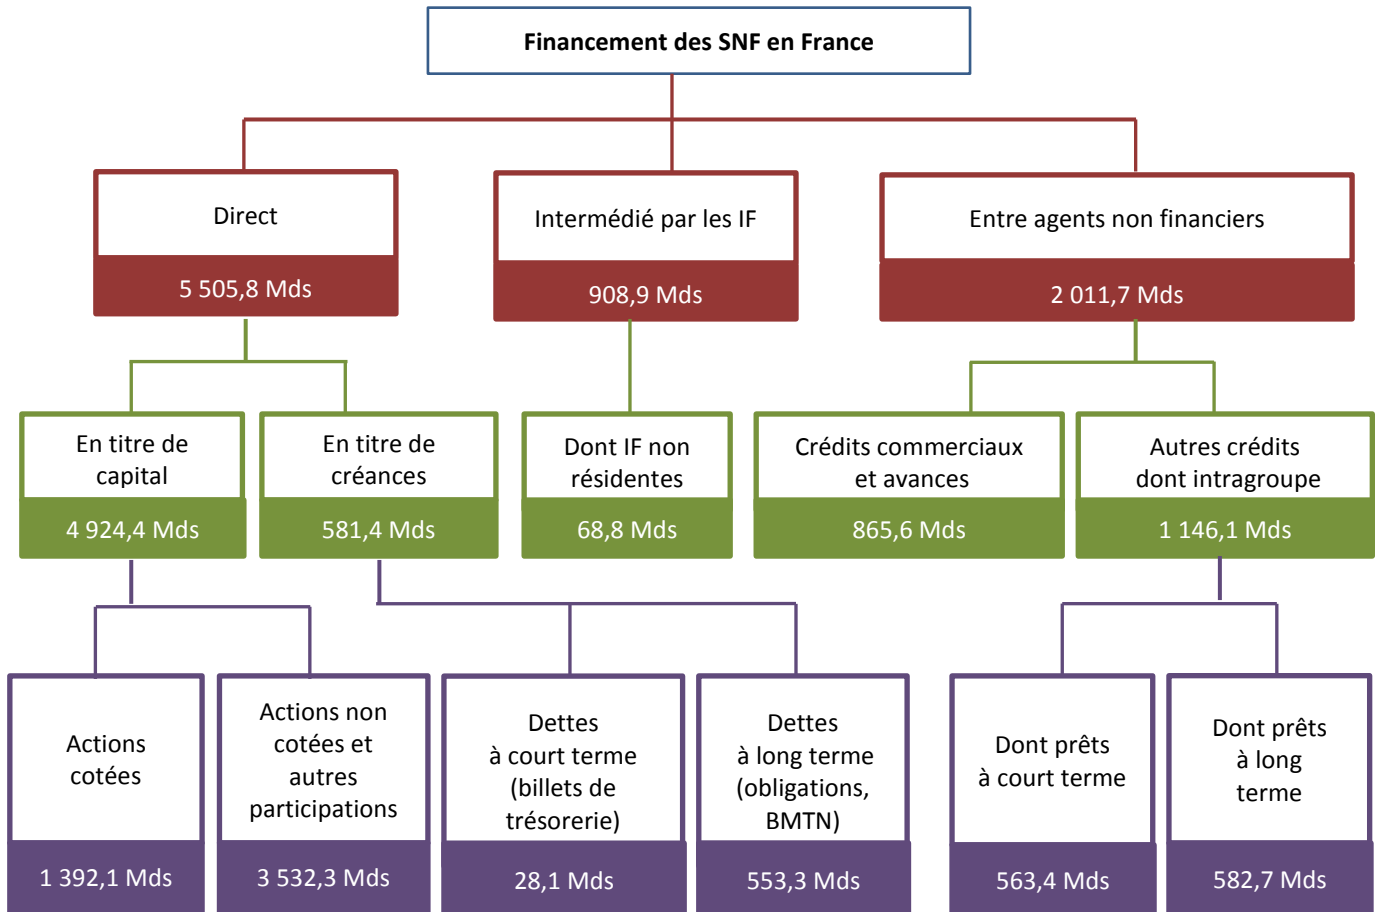 Financement des SNF en France
Direct
5 505,8 Mds
Intermédié par les IF
908,9 Mds
Entre agents non financiers
2 011,7 Mds
En titre de
capital
4 924,4 Mds
En titre de
créances
581,4 Mds
Dont IF non
résidentes
68,8 Mds
Crédits commerciaux
et avances
865,6 Mds
Autres crédits
dont intragroupe
1 146,1 Mds
Actions
cotées
1 392,1 Mds
Actions non
cotées et
autres
participations
3 532,3 Mds
Dettes
à court terme
(billets de
trésorerie)
28,1 Mds
Dettes
à long terme
(obligations,
BMTN)
553,3 Mds
Dont prêts
à court terme
563,4 Mds
Dont prêts
à long
terme
582,7 Mds